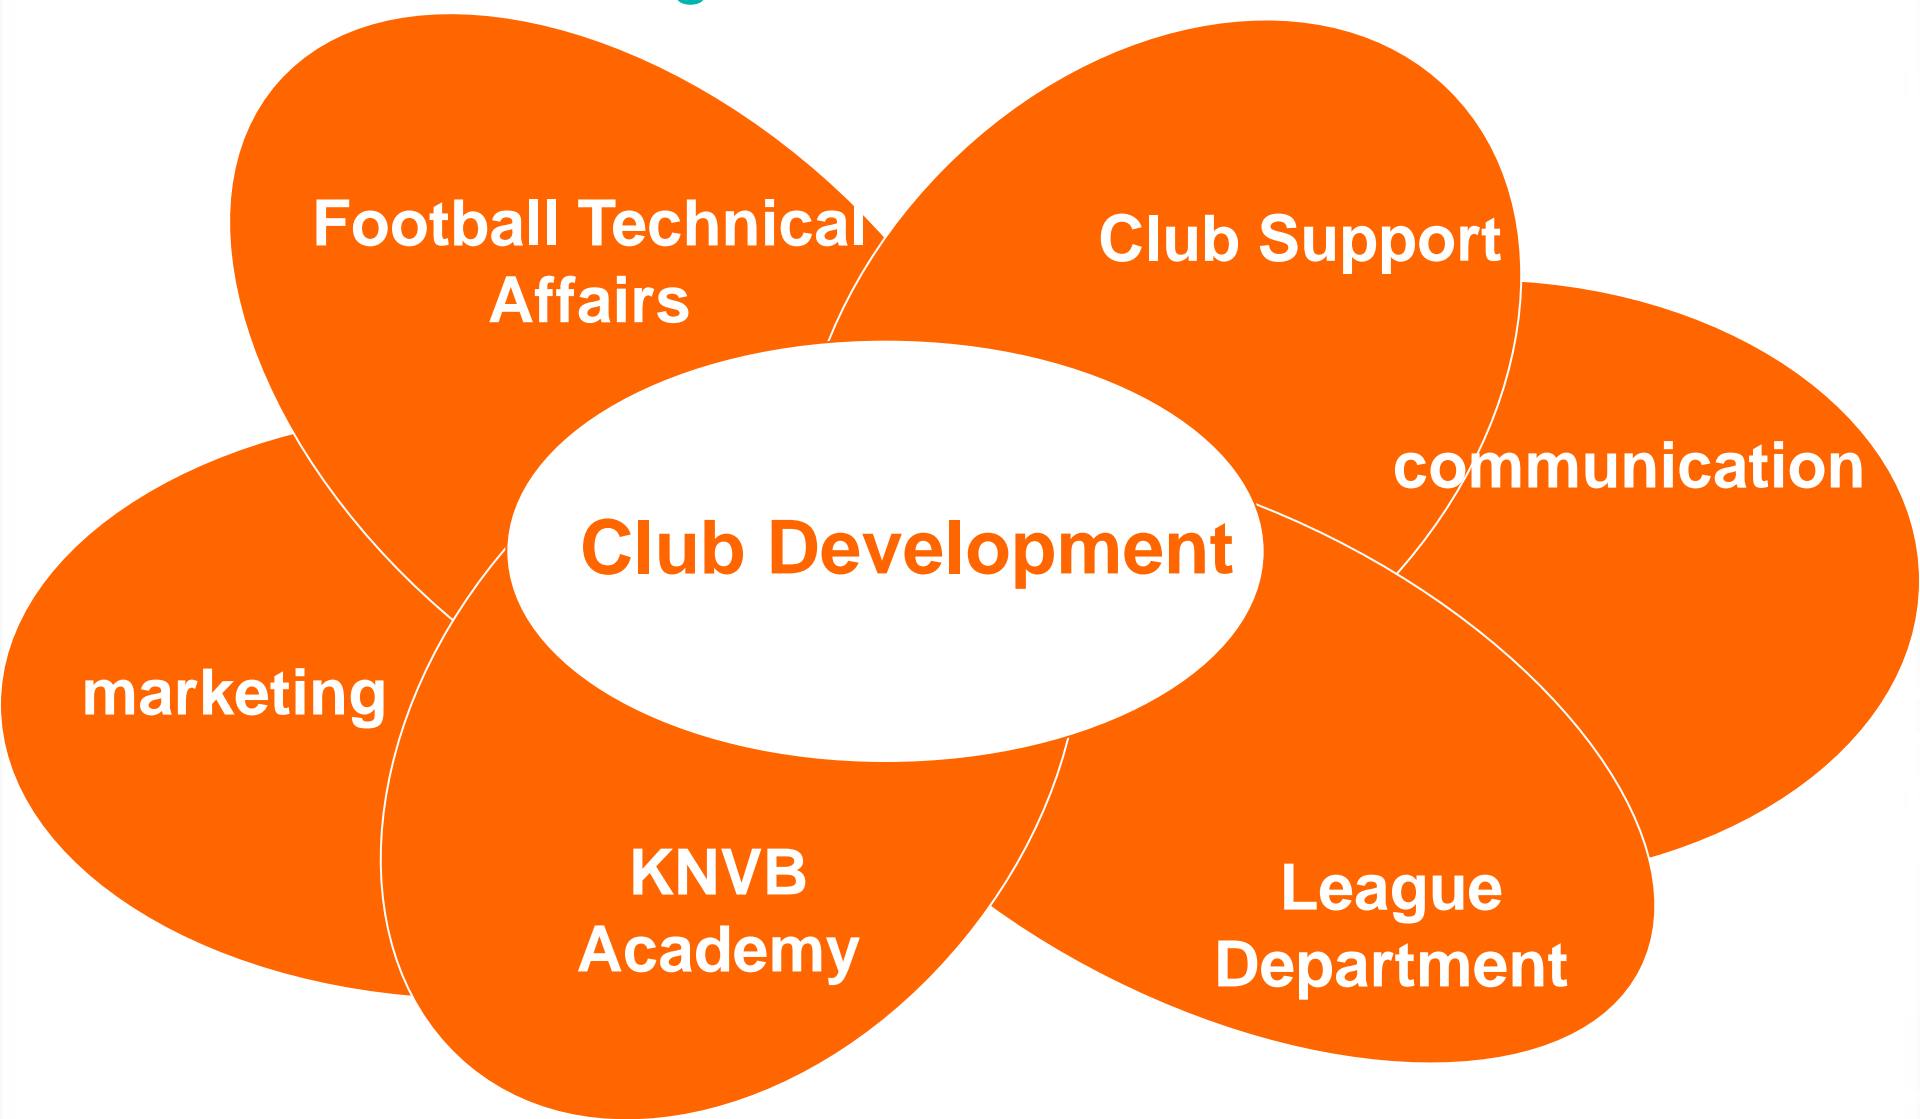 Football Technical
Affairs
Club Support
communication
Club Development
marketing
KNVB
Academy
League
Department